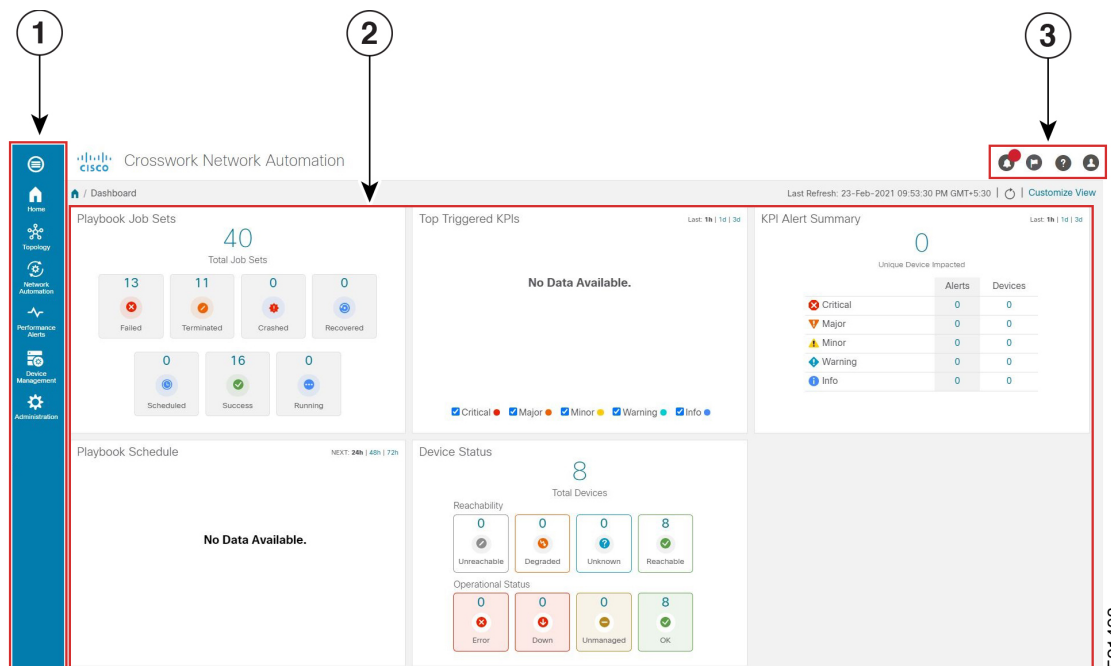 1
2
3
CISCO Crosswork Network Automation
/ Dashboard
Last Refresh: 23-Feb-2021 09:53:30 PM GMT+5:30 | | Customize View
Home
Topology
Network
Automation
Performance
Alerts
Device
Management
Administration
Playbook Job Sets
40
Total Job Sets
13 11 0 0
Failed Terminated Crashed Recovered
0 16 0
Scheduled Success Running
Top Triggered KPIs
Last: 1h | 1d | 3d
No Data Available.
Critical Major Minor Warning Info
KPI Alert Summary
Last: 1h | 1d | 3d
0
Unique Device Impacted
Alerts Devices
Critical 0 0
Major 0 0
Minor 0 0
Warning 0 0
Info 0 0
Playbook Schedule
NEXT: 24h | 48h | 72h
No Data Available.
Device Status
8
Total Devices
Reachability
0 0 0 8
Unreachable Degraded Unknown Reachable
Operational Status
0 0 0 8
Error Down Unmanaged OK